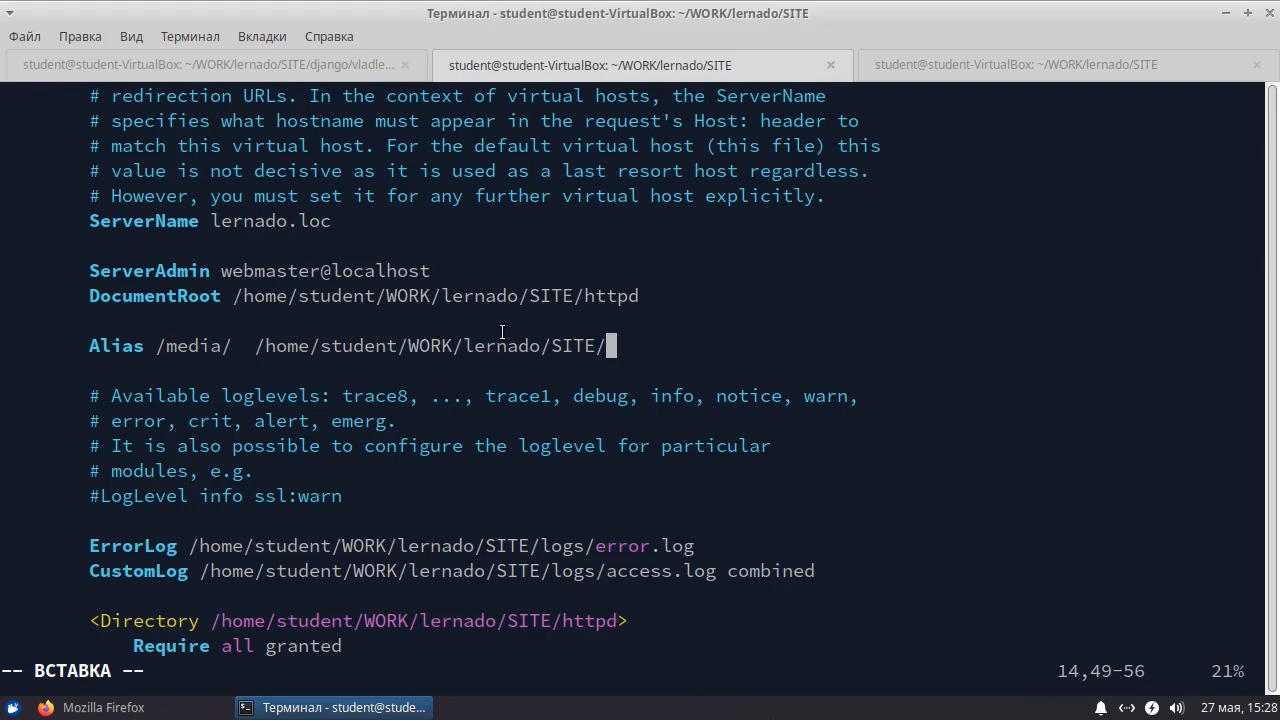 Терминал - student@student-VirtualBox: ~/WORK/lernado/SITE
Файл Правка Вид Терминал Вкладки Справка
student@student-VirtualBox: ~/WORK/lernado/SITE/django/vladle... student@student-VirtualBox: ~/WORK/lernado/SITE student@student-VirtualBox: ~/WORK/lernado/SITE
# redirection URLs. In the context of virtual hosts, the ServerName
# specifies what hostname must appear in the request's Host: header to
# match this virtual host. For the default virtual host (this file) this
# value is not decisive as it is used as a last resort host regardless.
# However, you must set it for any further virtual host explicitly.
ServerName lernado.loc
ServerAdmin webmaster@localhost
DocumentRoot /home/student/WORK/lernado/SITE/httpd
Alias /media/  /home/student/WORK/lernado/SITE/
# Available loglevels: trace8, ..., trace1, debug, info, notice, warn,
# error, crit, alert, emerg.
# It is also possible to configure the loglevel for particular
# modules, e.g.
#LogLevel info ssl:warn
ErrorLog /home/student/WORK/lernado/SITE/logs/error.log
CustomLog /home/student/WORK/lernado/SITE/logs/access.log combined
<Directory /home/student/WORK/lernado/SITE/httpd>
Require all granted
-- ВСТАВКА -- 14,49-56 21%
Mozilla Firefox Терминал - student@stude... 27 мая, 15:28